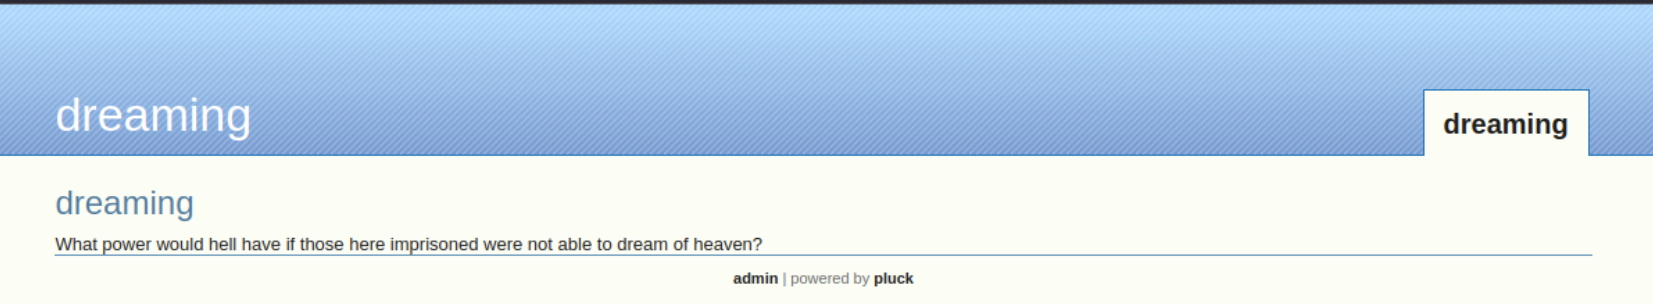 dreaming
dreaming
dreaming
What power would hell have if those here imprisoned were not able to dream of heaven?
admin | powered by pluck